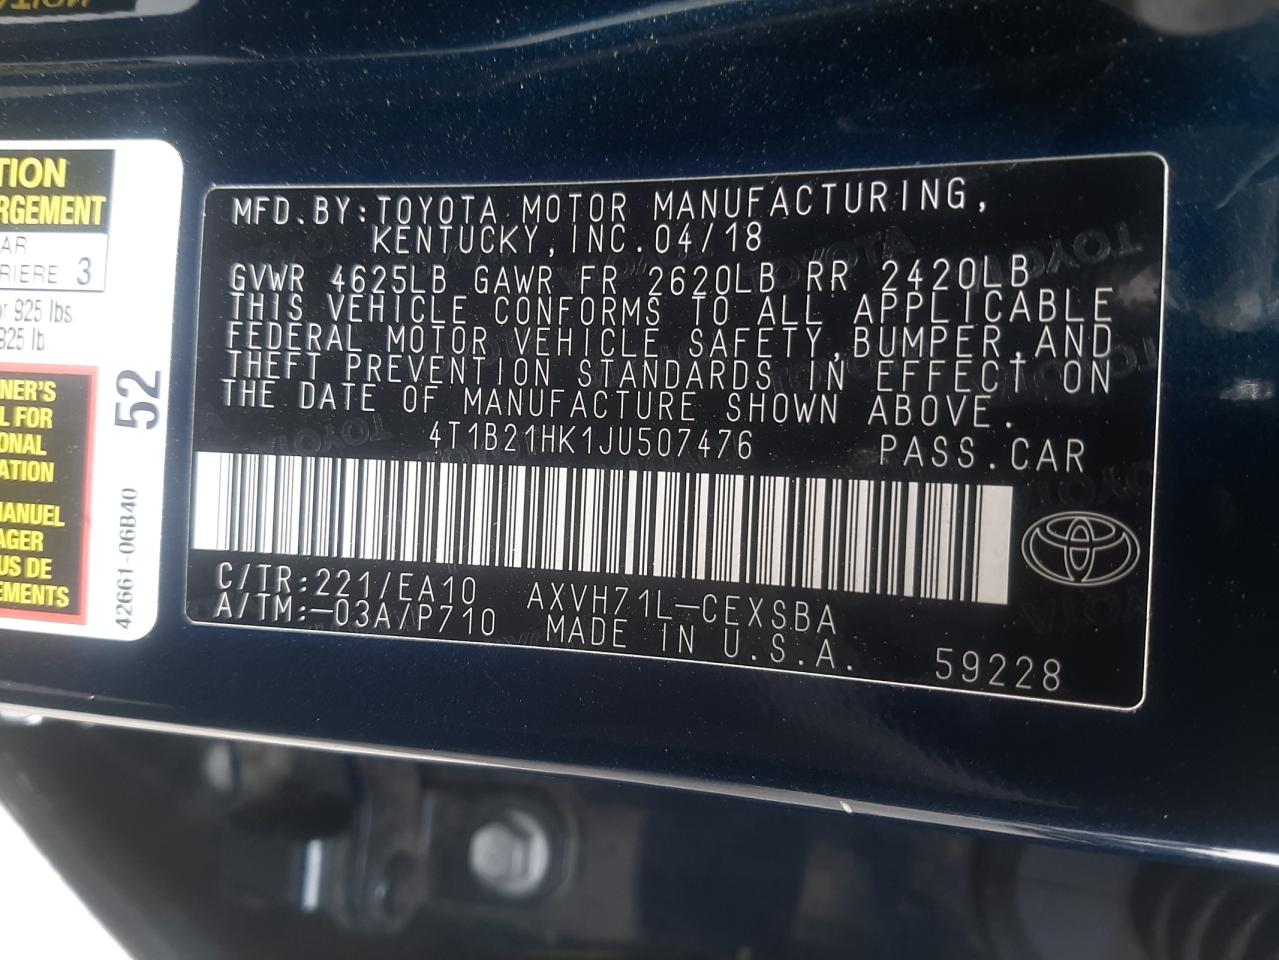 TION
RGEMENT
AR
RIERE 3
925 lbs.
925 lb.
NER'S
L FOR
ONAL
ATION
MANUEL
AGER
US DE
EMENTS
52
42661-06B40
MFD.BY:TOYOTA MOTOR MANUFACTURING,
KENTUCKY,INC.04/18
GVWR 4625LB GAWR FR 2620LB RR 2420LB
THIS VEHICLE CONFORMS TO ALL APPLICABLE
FEDERAL MOTOR VEHICLE SAFETY,BUMPER,AND
THEFT PREVENTION STANDARDS IN EFFECT ON
THE DATE OF MANUFACTURE SHOWN ABOVE.
4T1B21HK1JU507476 PASS.CAR
C/TR:221/EA10 AXVH71L-CEXSBA
A/TM:-03A/P710 MADE IN U.S.A. 59228